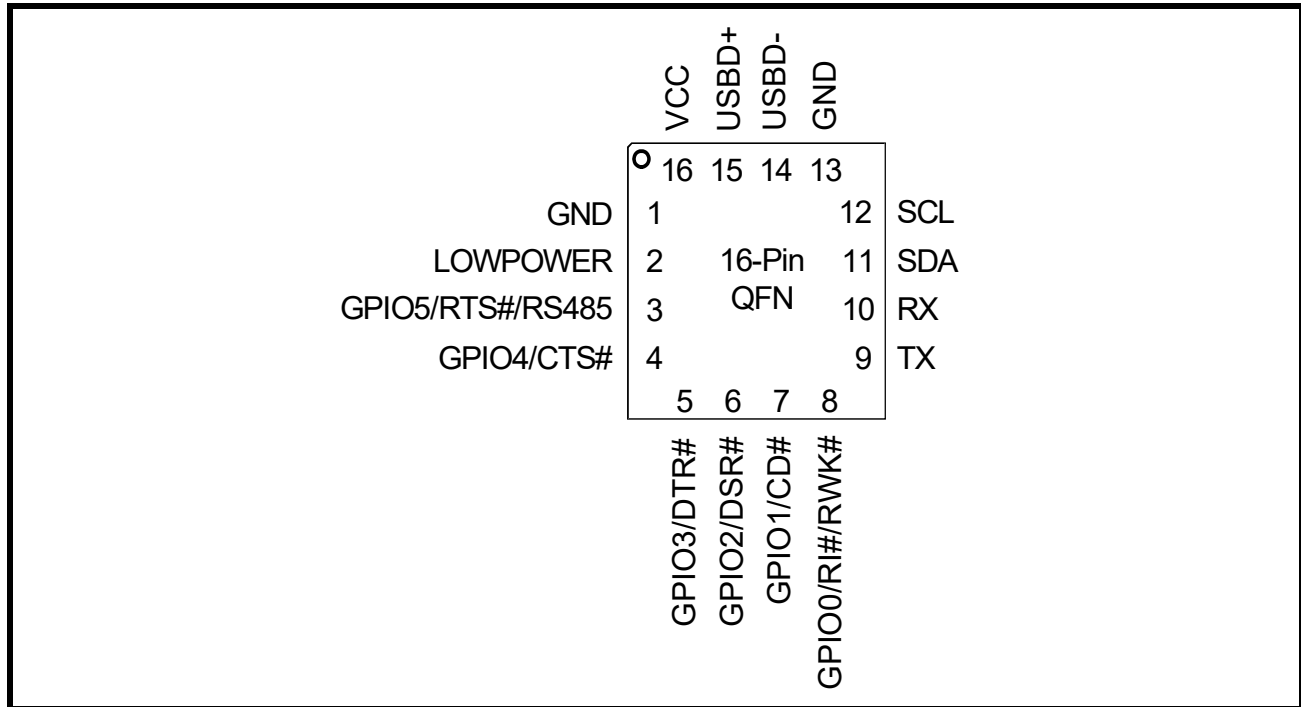 VCC
USBD+
USBD-
GND
16 15 14 13
GND 1 12 SCL
LOWPOWER 2 16-Pin 11 SDA
GPIO5/RTS#/RS485 3 QFN 10 RX
GPIO4/CTS# 4 9 TX
5 6 7 8
GPIO3/DTR#
GPIO2/DSR#
GPIO1/CD#
GPIO0/RI#/RWK#